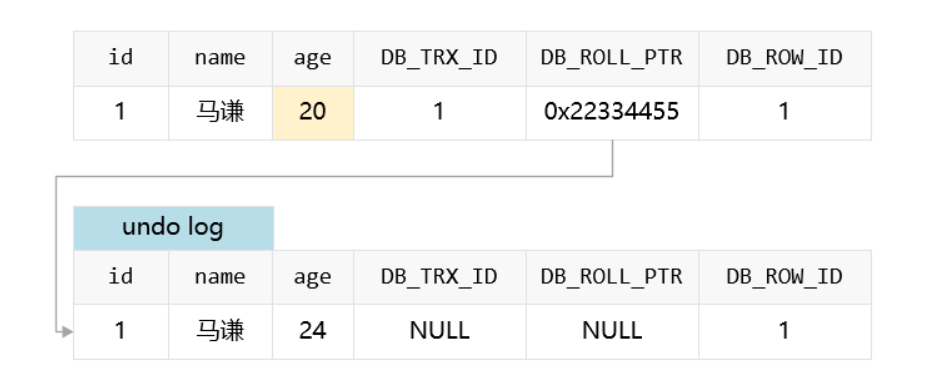 id name age DB_TRX_ID DB_ROLL_PTR DB_ROW_ID
1 马谦 20 1 0x22334455 1
undo log
id name age DB_TRX_ID DB_ROLL_PTR DB_ROW_ID
1 马谦 24 NULL NULL 1